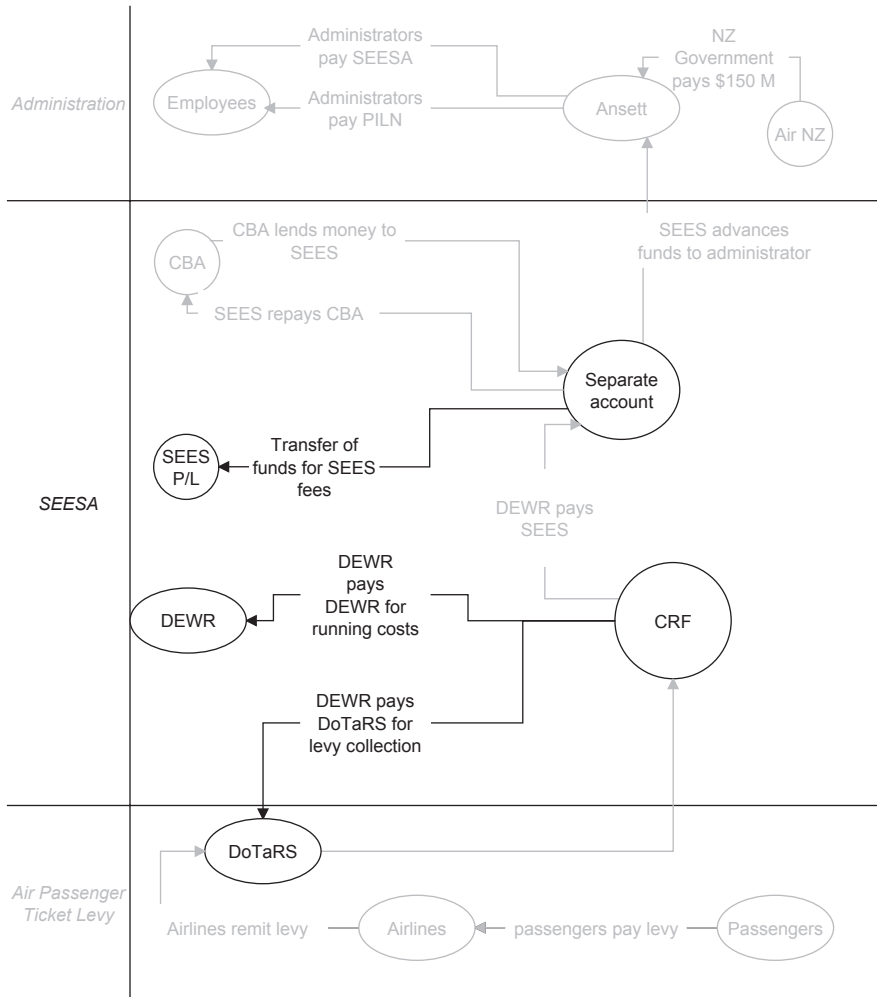 Administration
Administrators
pay SEESA
Employees
Administrators
pay PILN
Ansett
NZ
Government
pays $150 M
Air NZ
SEESA
CBA
CBA lends money to
SEES
SEES advances
funds to administrator
SEES repays CBA
Separate
account
SEES
P/L
Transfer of
funds for SEES
fees
DEWR pays
SEES
DEWR
DEWR
pays
DEWR for
running costs
CRF
DEWR pays
DoTaRS for
levy collection
Air Passenger
Ticket Levy
DoTaRS
Airlines remit levy
Airlines
passengers pay levy
Passengers